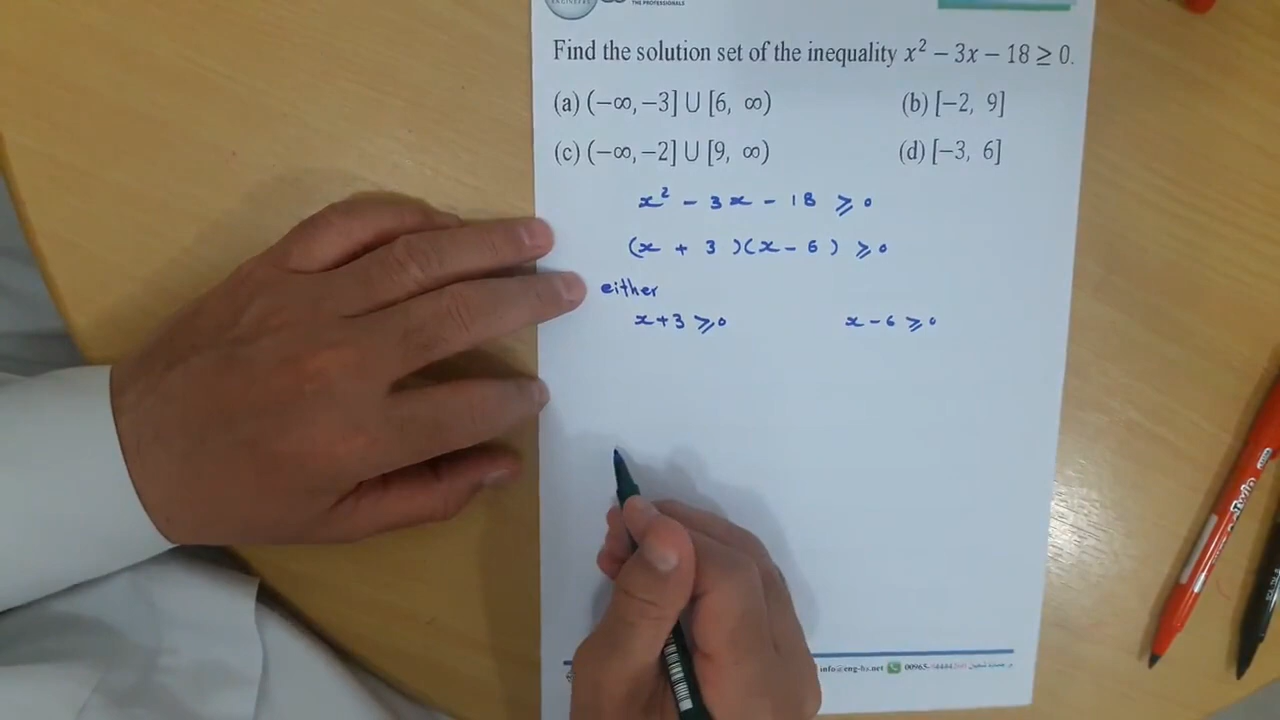 THE PROFESSIONALS
Find the solution set of the inequality x² − 3x − 18 ≥ 0.
(a) (−∞, −3] ∪ [6, ∞) (b) [−2, 9]
(c) (−∞, −2] ∪ [9, ∞) (d) [−3, 6]
x² − 3x − 18 ≥ 0
(x + 3)(x − 6) ≥ 0
either
x+3 ≥ 0 x − 6 ≥ 0
info@eng-hs.net 00965-